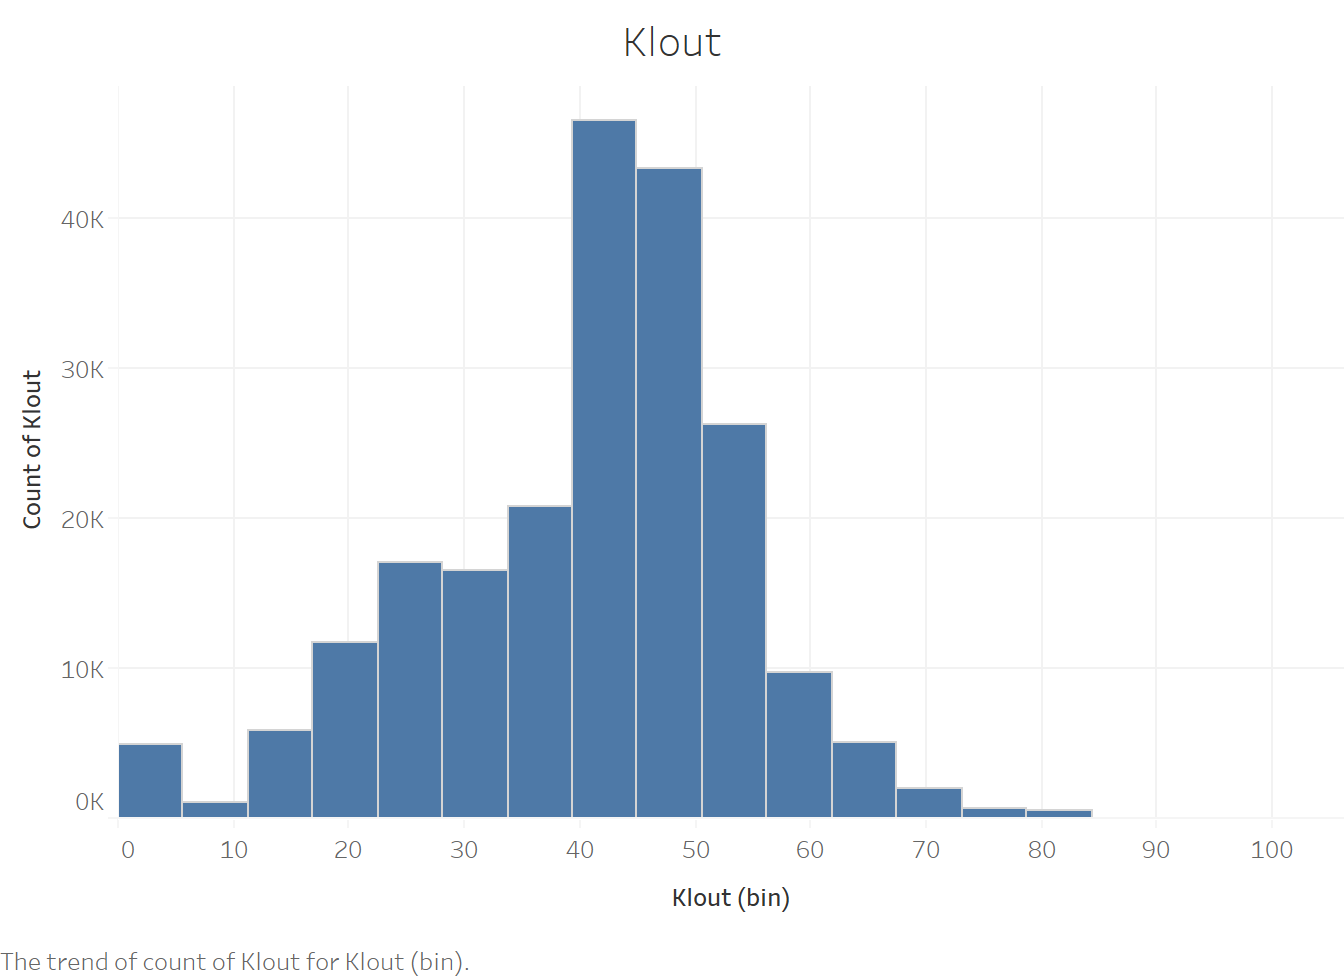 Klout
40K
30K
20K
10K
0K
Count of Klout
0 10 20 30 40 50 60 70 80 90 100
Klout (bin)
The trend of count of Klout for Klout (bin).